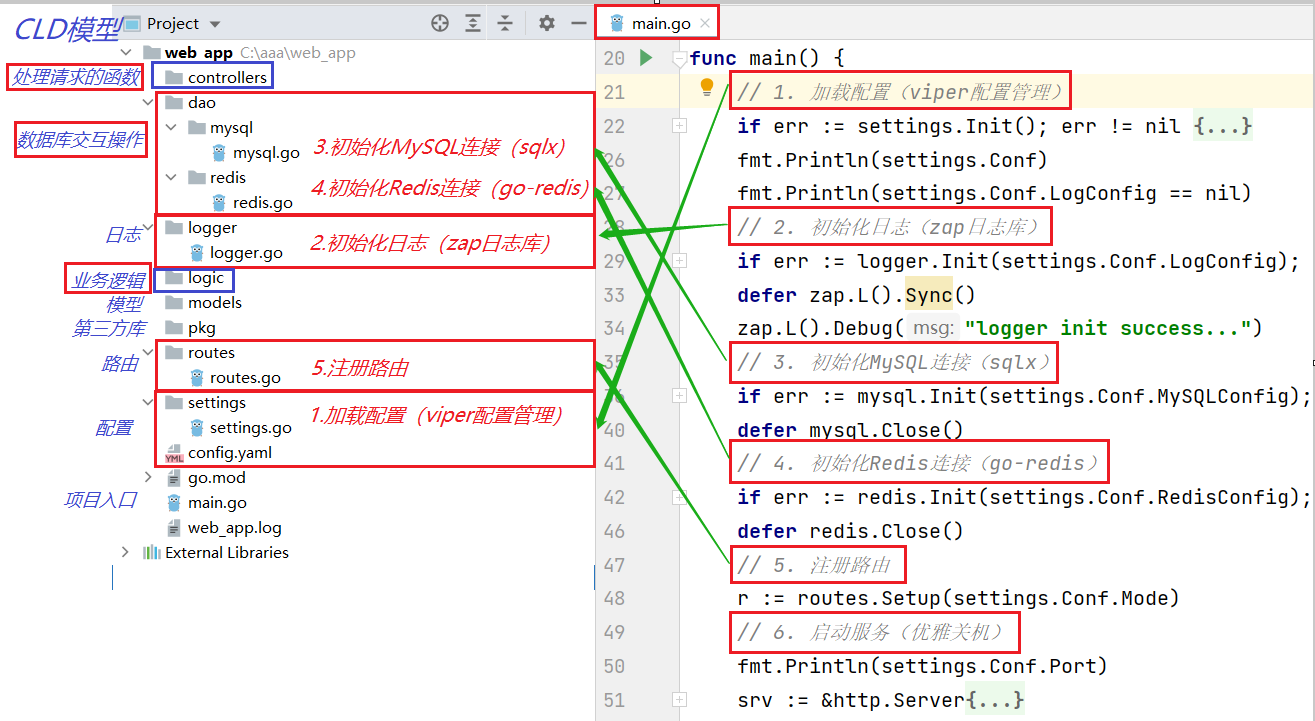 CLD模型
Project
main.go
web_app C:\aaa\web_app
处理请求的函数
controllers
dao
mysql
数据库交互操作
mysql.go
3.初始化MySQL连接（sqlx）
redis
4.初始化Redis连接（go-redis）
redis.go
日志
logger
logger.go
2.初始化日志（zap日志库）
业务逻辑
logic
模型
models
第三方库
pkg
路由
routes
routes.go
5.注册路由
settings
配置
settings.go
1.加载配置（viper配置管理）
YML
config.yaml
go.mod
项目入口
main.go
web_app.log
External Libraries
20 func main() {
21 // 1. 加载配置（viper配置管理）
22 if err := settings.Init(); err != nil {...}
26 fmt.Println(settings.Conf)
27 fmt.Println(settings.Conf.LogConfig == nil)
28 // 2. 初始化日志（zap日志库）
29 if err := logger.Init(settings.Conf.LogConfig);
33 defer zap.L().Sync()
34 zap.L().Debug( msg: "logger init success...")
35 // 3. 初始化MySQL连接（sqlx）
36 if err := mysql.Init(settings.Conf.MySQLConfig);
40 defer mysql.Close()
41 // 4. 初始化Redis连接（go-redis）
42 if err := redis.Init(settings.Conf.RedisConfig);
46 defer redis.Close()
47 // 5. 注册路由
48 r := routes.Setup(settings.Conf.Mode)
49 // 6. 启动服务（优雅关机）
50 fmt.Println(settings.Conf.Port)
51 srv := &http.Server{...}